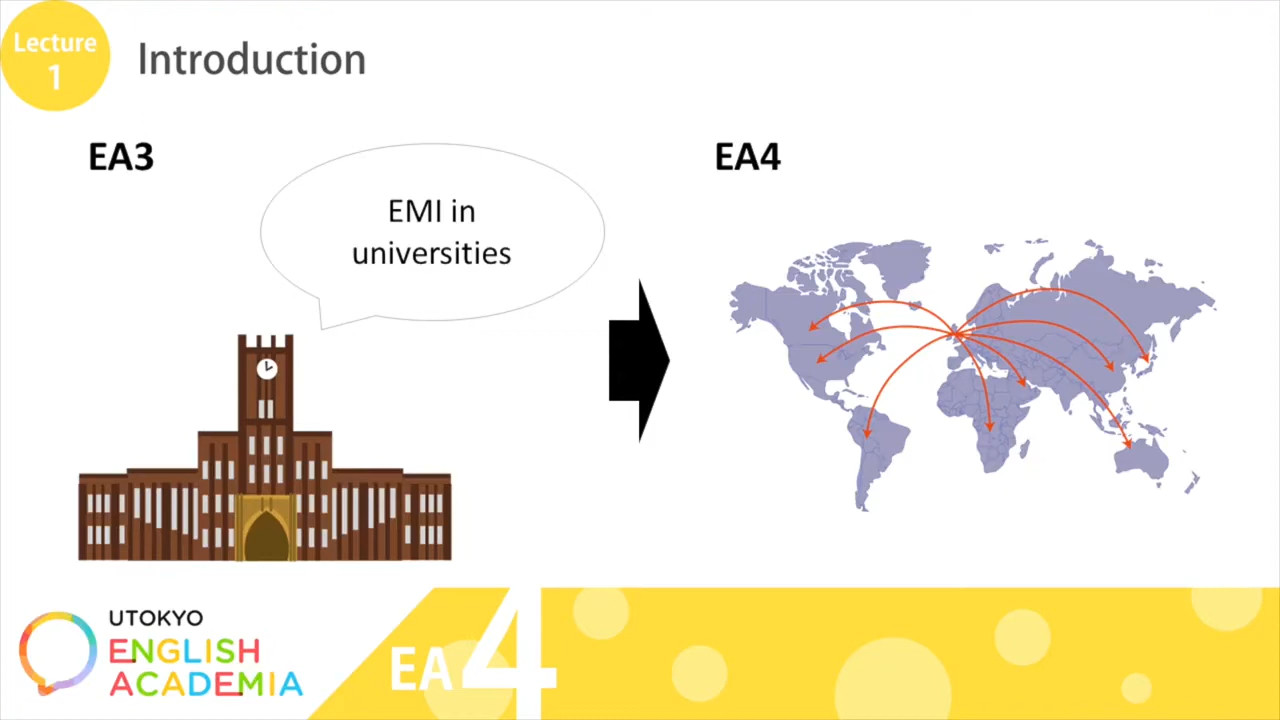 Lecture
1
Introduction
EA3
EMI in
universities
EA4
UTOKYO
ENGLISH
ACADEMIA
EA4